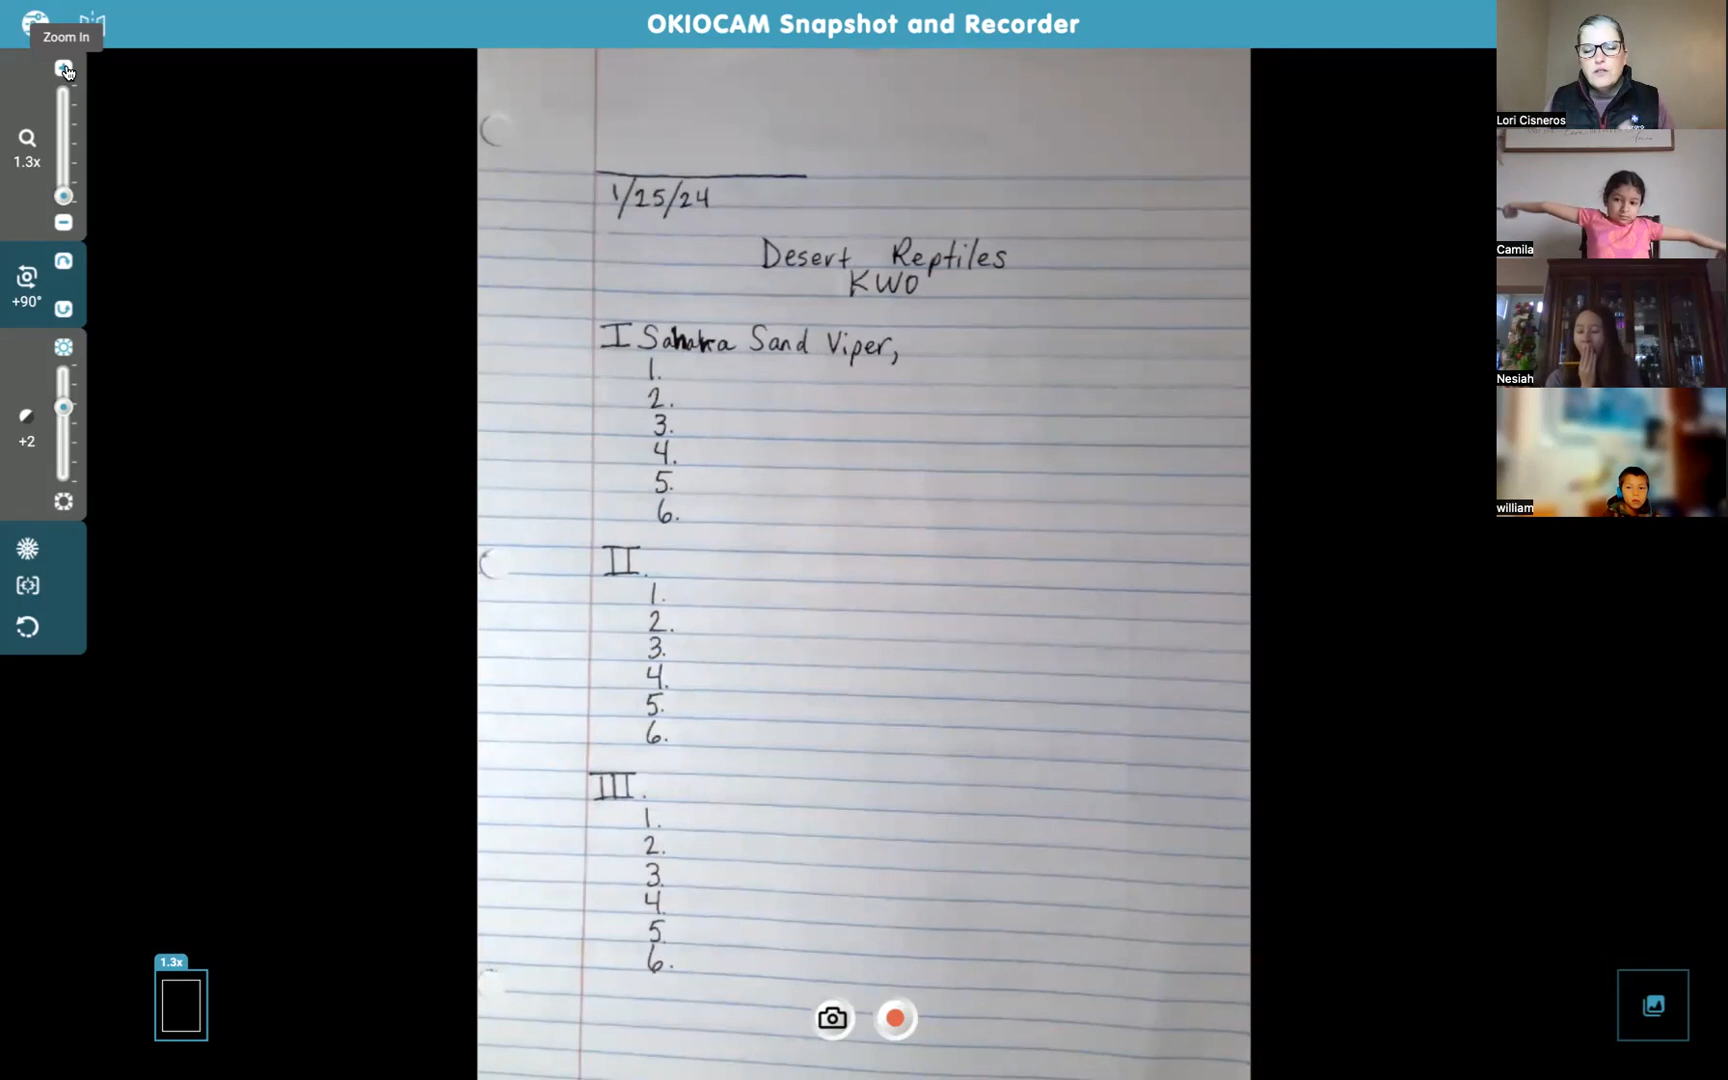 OKIOCAM Snapshot and Recorder
Zoom In
1.3x
+90°
+2
1/25/24
Desert Reptiles
KWO
I Sahara Sand Viper,
1.
2.
3.
4.
5.
6.
II.
1.
2.
3.
4.
5.
6.
III.
1.
2.
3.
4.
5.
6.
1.3x
Lori Cisneros
Camila
Nesiah
william